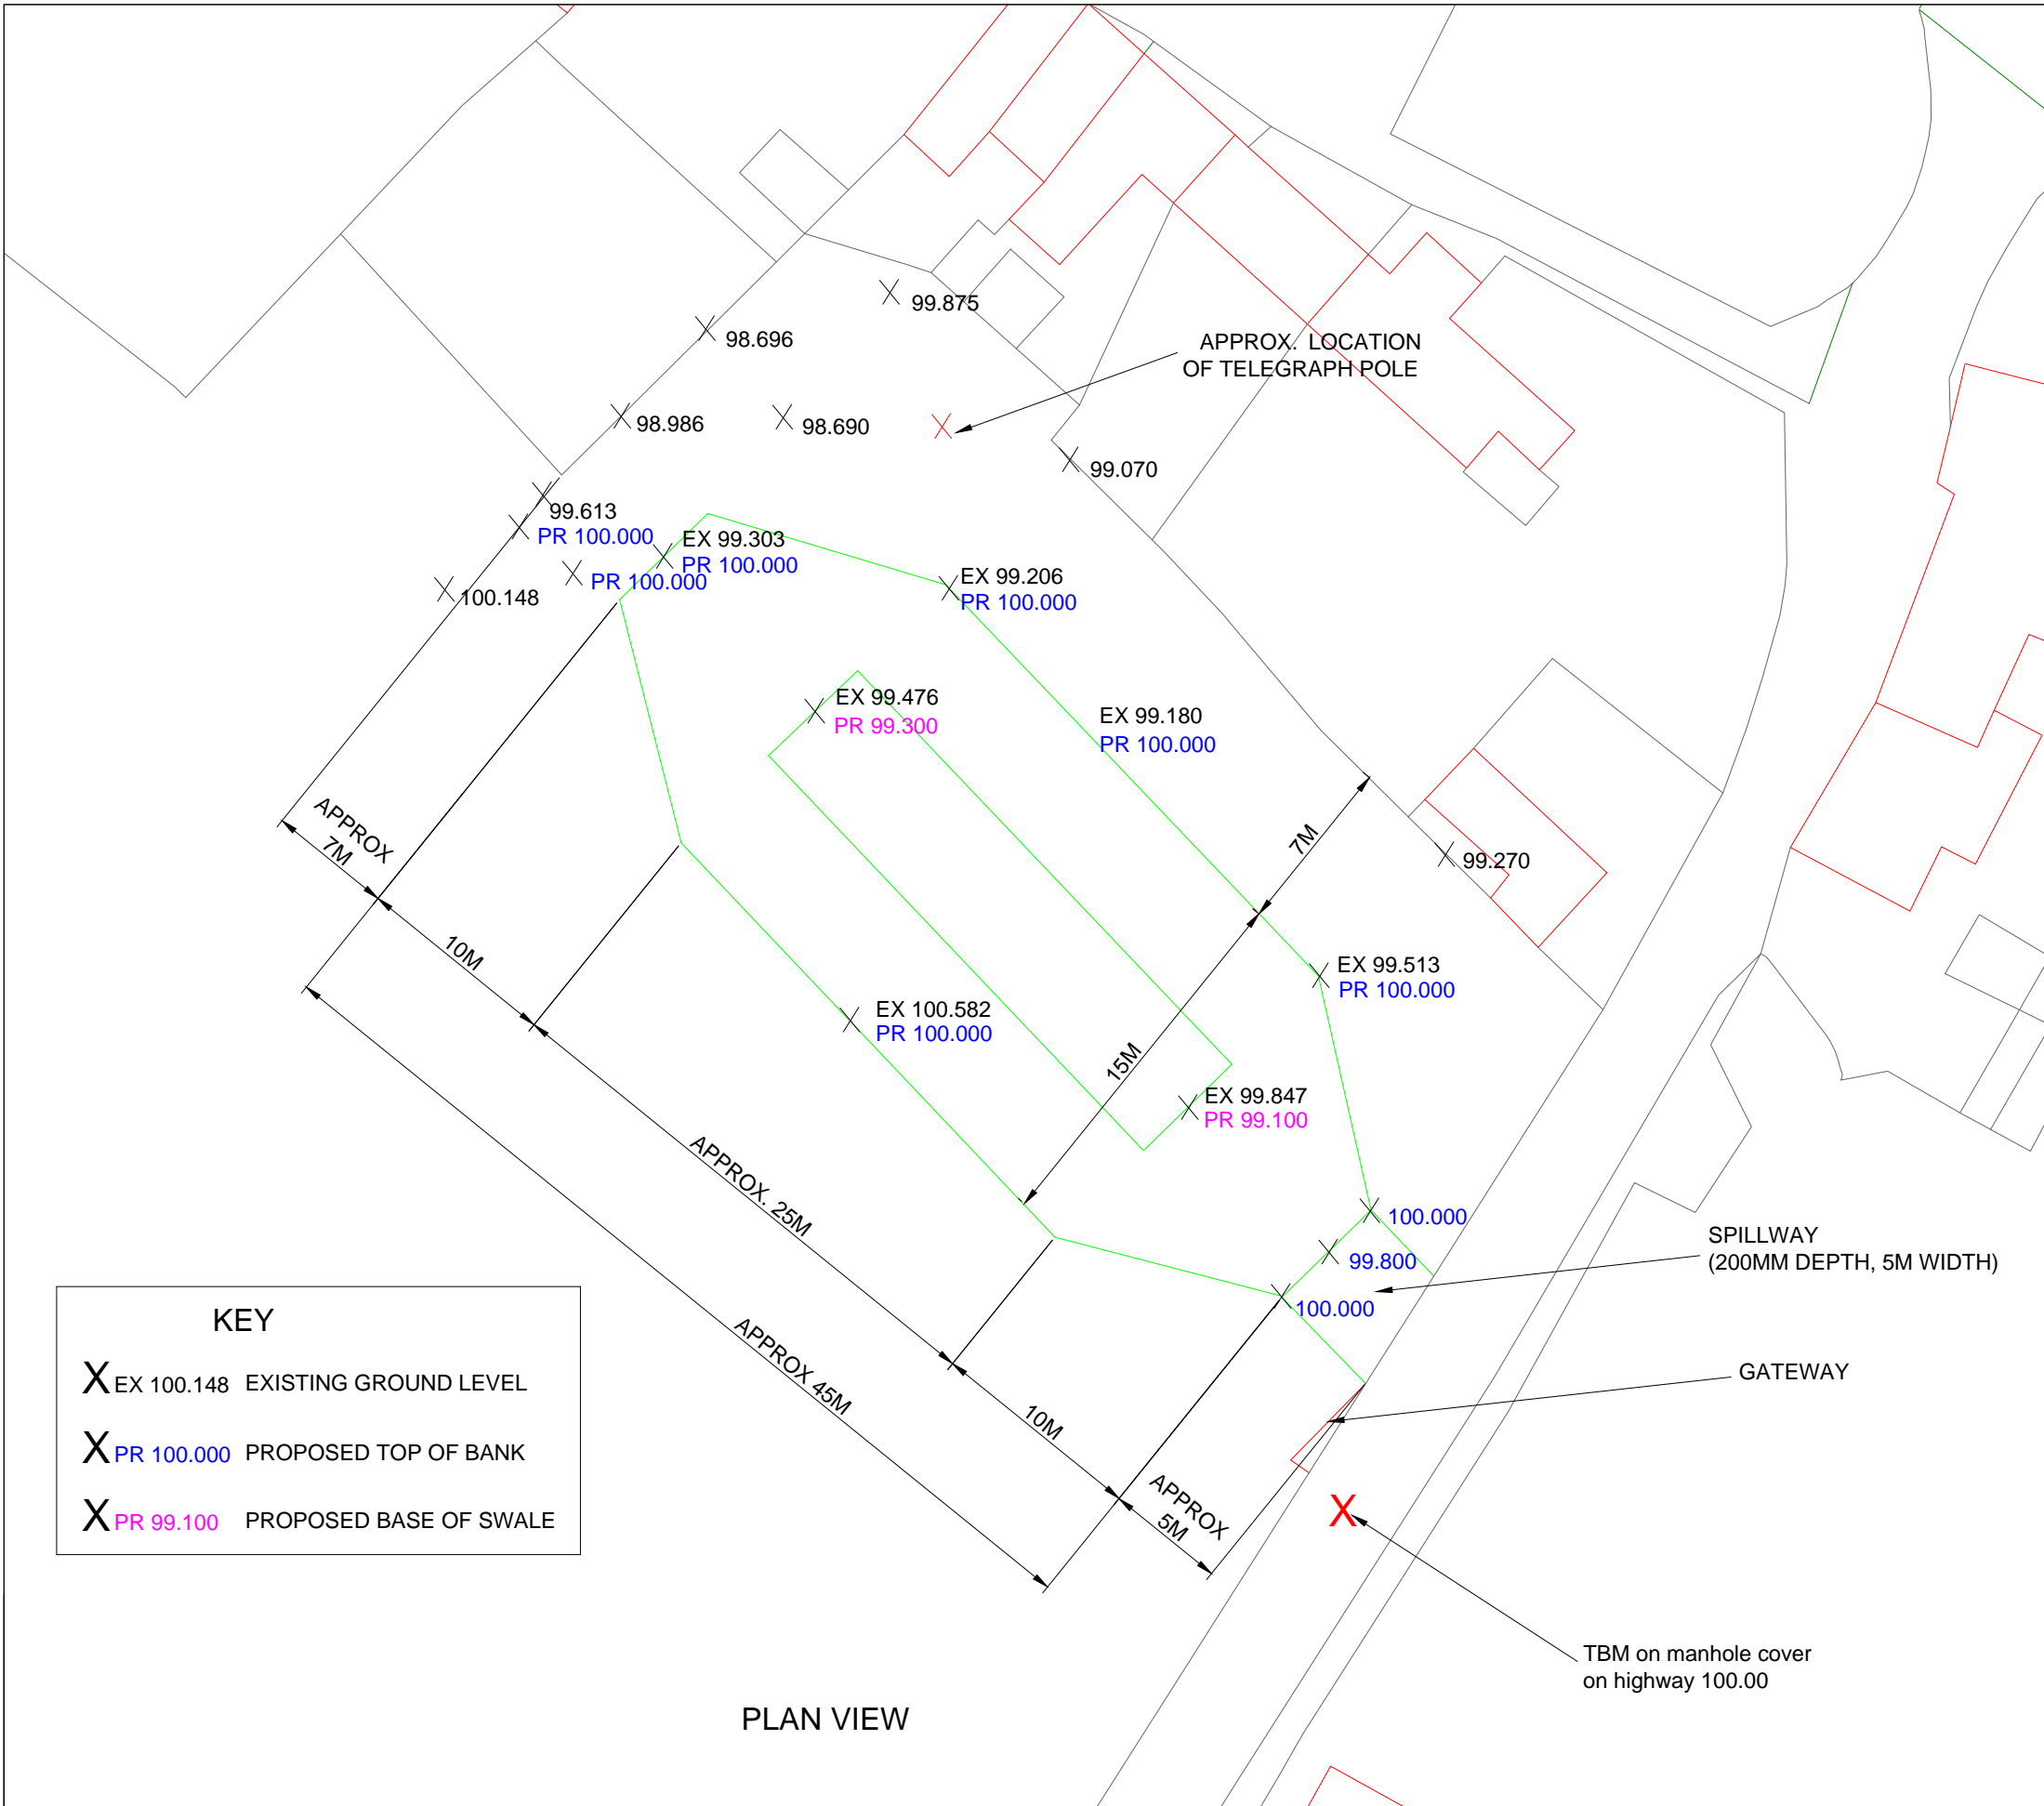 99.875
98.696
APPROX. LOCATION
OF TELEGRAPH POLE
98.986
98.690
99.070
99.613
PR 100.000
EX 99.303
PR 100.000
PR 100.000
100.148
EX 99.206
PR 100.000
EX 99.476
PR 99.300
EX 99.180
PR 100.000
APPROX
7M
7M
99.270
10M
EX 99.513
PR 100.000
EX 100.582
PR 100.000
15M
EX 99.847
PR 99.100
APPROX. 25M
100.000
99.800
100.000
SPILLWAY
(200MM DEPTH, 5M WIDTH)
APPROX 45M
10M
GATEWAY
APPROX
5M
KEY
X EX 100.148 EXISTING GROUND LEVEL
X PR 100.000 PROPOSED TOP OF BANK
X PR 99.100 PROPOSED BASE OF SWALE
TBM on manhole cover
on highway 100.00
PLAN VIEW